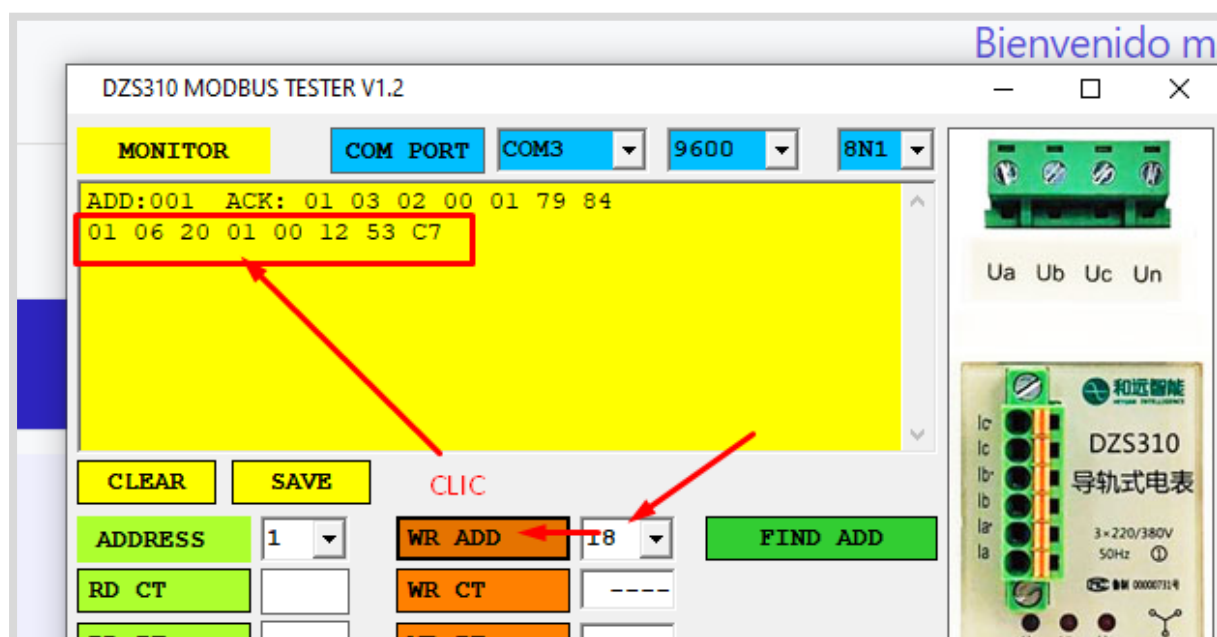 Bienvenido m
DZS310 MODBUS TESTER V1.2
MONITOR COM PORT COM3 9600 8N1
ADD:001 ACK: 01 03 02 00 01 79 84
01 06 20 01 00 12 53 C7
Ua Ub Uc Un
CLEAR SAVE CLIC
ADDRESS 1 WR ADD 18 FIND ADD
RD CT WR CT ----
和远智能
Ic*
Ic
Ib*
Ib
Ia*
Ia
DZS310
导轨式电表
3×220/380V
50Hz ①